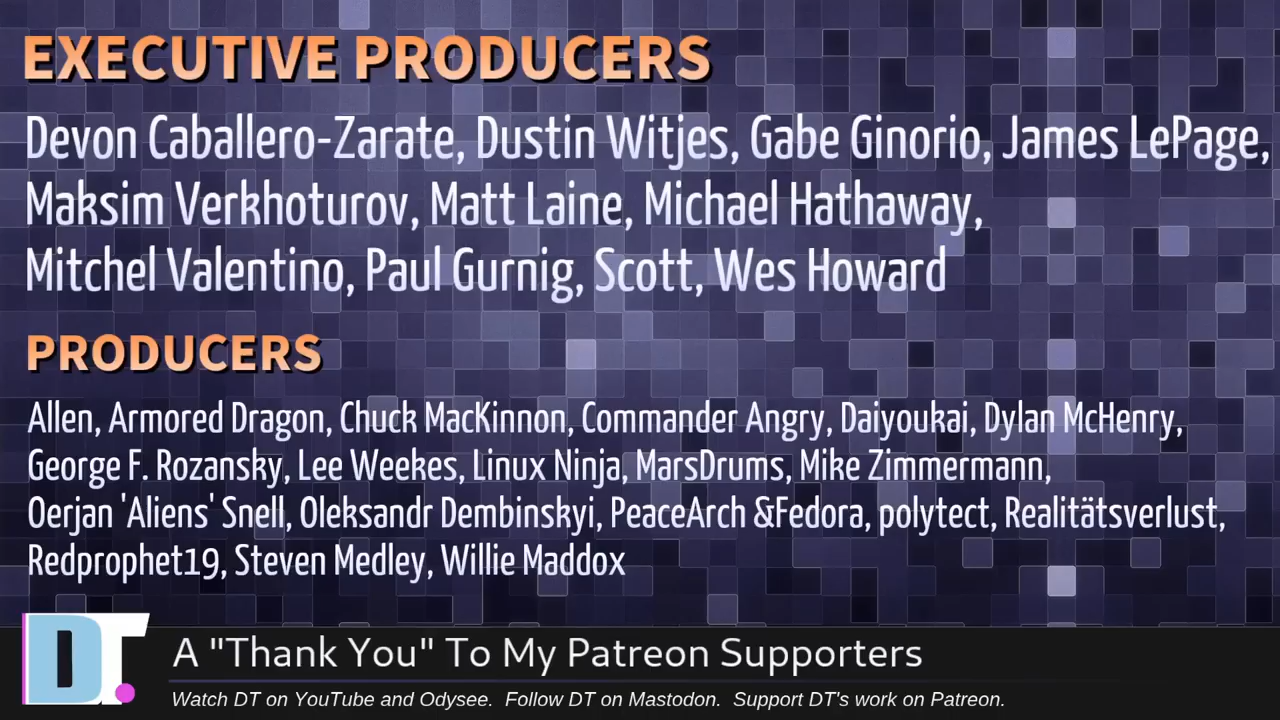 EXECUTIVE PRODUCERS
Devon Caballero-Zarate, Dustin Witjes, Gabe Ginorio, James LePage,
Maksim Verkhoturov, Matt Laine, Michael Hathaway,
Mitchel Valentino, Paul Gurnig, Scott, Wes Howard
PRODUCERS
Allen, Armored Dragon, Chuck MacKinnon, Commander Angry, Daiyoukai, Dylan McHenry,
George F. Rozansky, Lee Weekes, Linux Ninja, MarsDrums, Mike Zimmermann,
Oerjan 'Aliens' Snell, Oleksandr Dembinskyi, PeaceArch &Fedora, polytect, Realitätsverlust,
Redprophet19, Steven Medley, Willie Maddox
DT.
A "Thank You" To My Patreon Supporters
Watch DT on YouTube and Odysee. Follow DT on Mastodon. Support DT's work on Patreon.